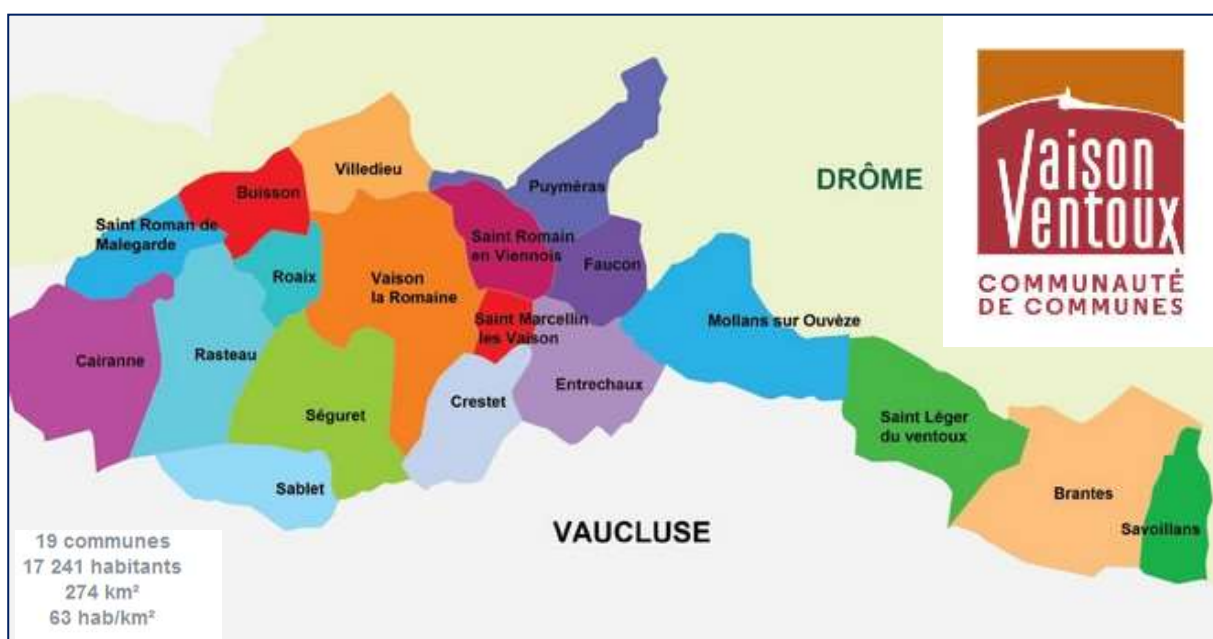 Villedieu
Buisson
Puyméras
DRÔME
Saint Roman de
Malegarde
Saint Romain
en Viennois
Faucon
Roaix
Vaison
la Romaine
Mollans sur Ouvèze
Saint Marcellin
les Vaison
Cairanne
Rasteau
Entrechaux
Crestet
Séguret
Saint Léger
du ventoux
Sablet
Brantes
Savoillans
VAUCLUSE
Vaison
Ventoux
COMMUNAUTÉ
DE COMMUNES
19 communes
17 241 habitants
274 km²
63 hab/km²